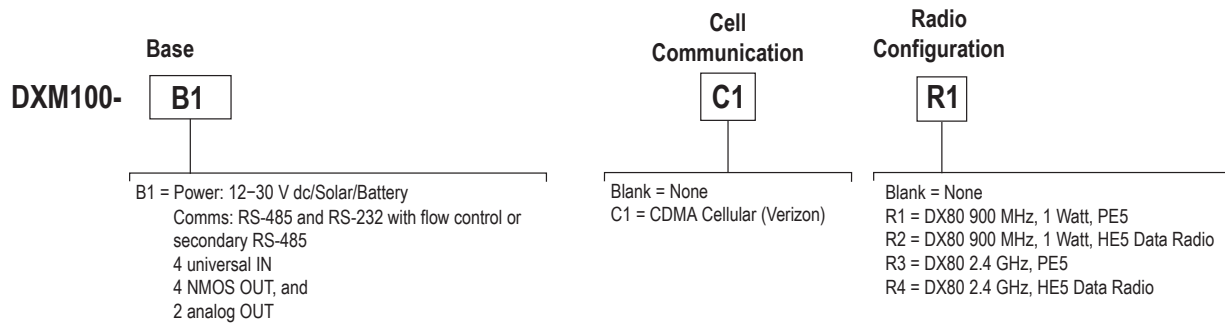 Base
Cell
Communication
Radio
Configuration
DXM100-
B1
C1
R1
B1 = Power: 12−30 V dc/Solar/Battery
Comms: RS-485 and RS-232 with flow control or
secondary RS-485
4 universal IN
4 NMOS OUT, and
2 analog OUT
Blank = None
C1 = CDMA Cellular (Verizon)
Blank = None
R1 = DX80 900 MHz, 1 Watt, PE5
R2 = DX80 900 MHz, 1 Watt, HE5 Data Radio
R3 = DX80 2.4 GHz, PE5
R4 = DX80 2.4 GHz, HE5 Data Radio